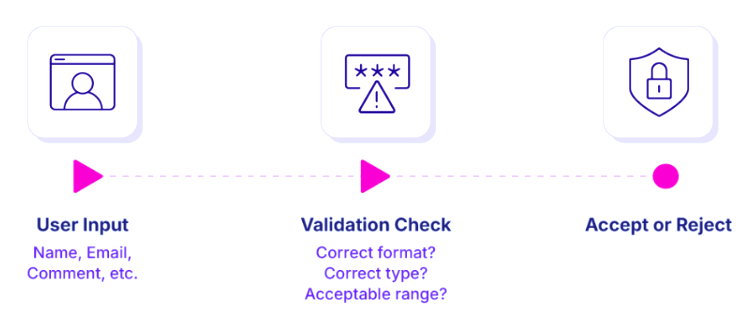 ***
User Input
Name, Email,
Comment, etc.
Validation Check
Correct format?
Correct type?
Acceptable range?
Accept or Reject